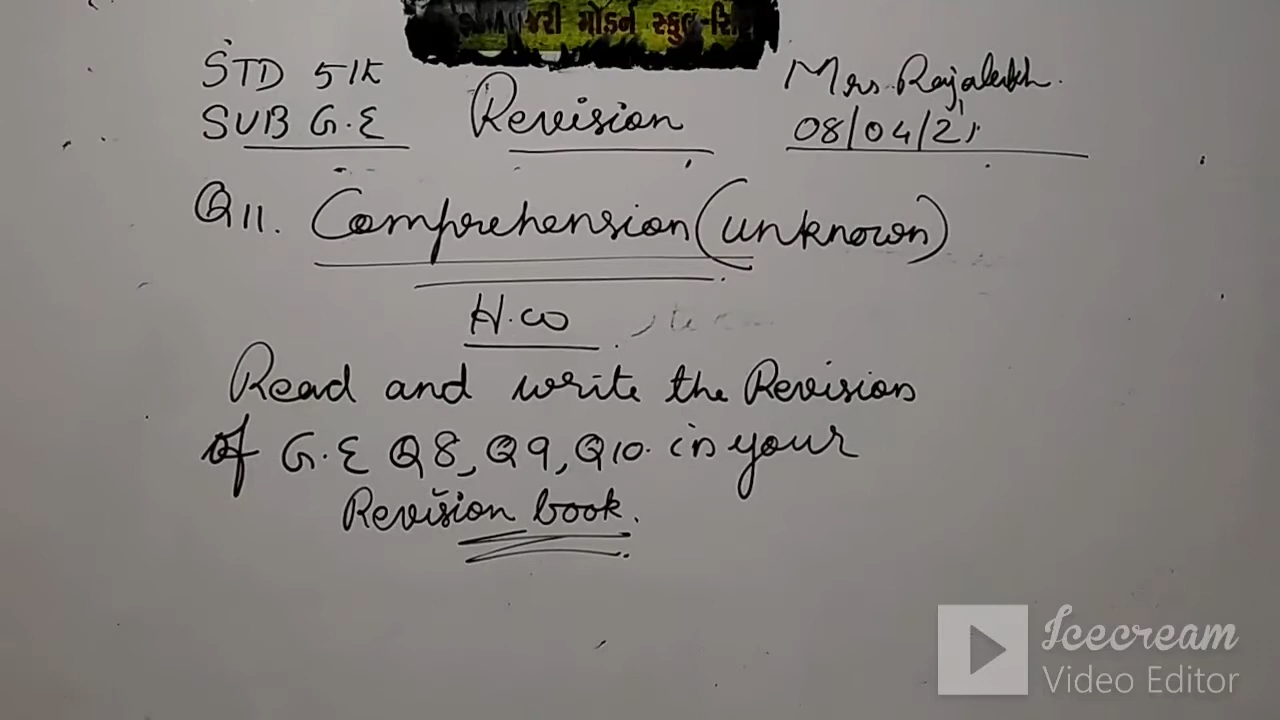 મોડર્ન સ્કુલ
STD 5th
SUB G.E
Revision
Mrs.
08/04/21
Q11. Comprehension (unknown)
H.W
Read and write the Revision
of G.E Q8, Q9, Q10. in your
Revision book.
Icecream
Video Editor